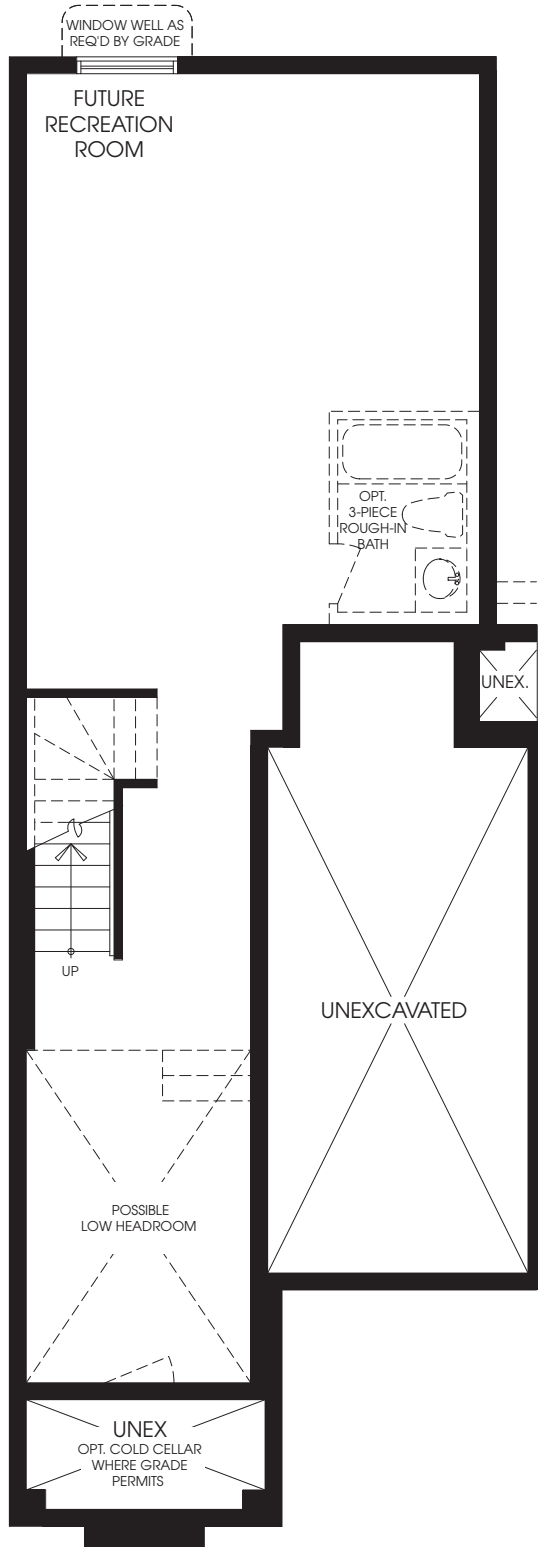 WINDOW WELL AS
REQ'D BY GRADE
FUTURE
RECREATION
ROOM
OPT.
3-PIECE
ROUGH-IN
BATH
UNEX.
UP
UNEXCAVATED
POSSIBLE
LOW HEADROOM
UNEX
OPT. COLD CELLAR
WHERE GRADE
PERMITS